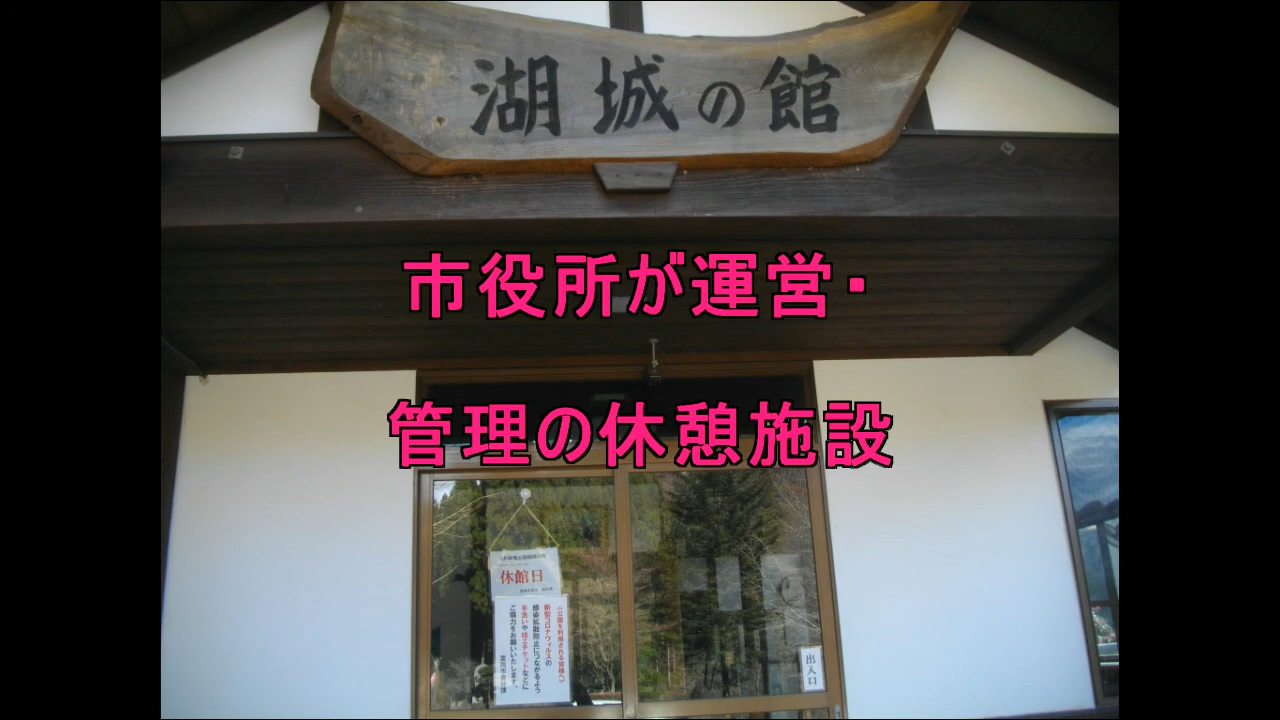 湖城の館
市役所が運営・
管理の休憩施設
休館日
新型コロナウィルスの
感染拡散防止につながるよう
手洗いや咳エチケットなどに
ご協力をお願いいたします。
出入口